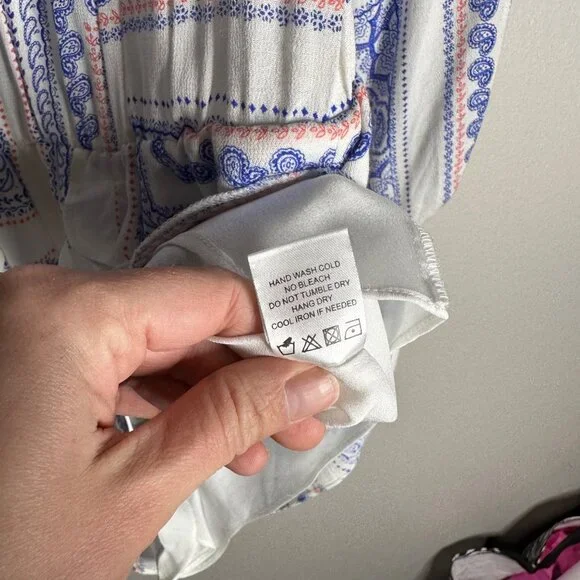 HAND WASH COLD
NO BLEACH
DO NOT TUMBLE DRY
HANG DRY
COOL IRON IF NEEDED